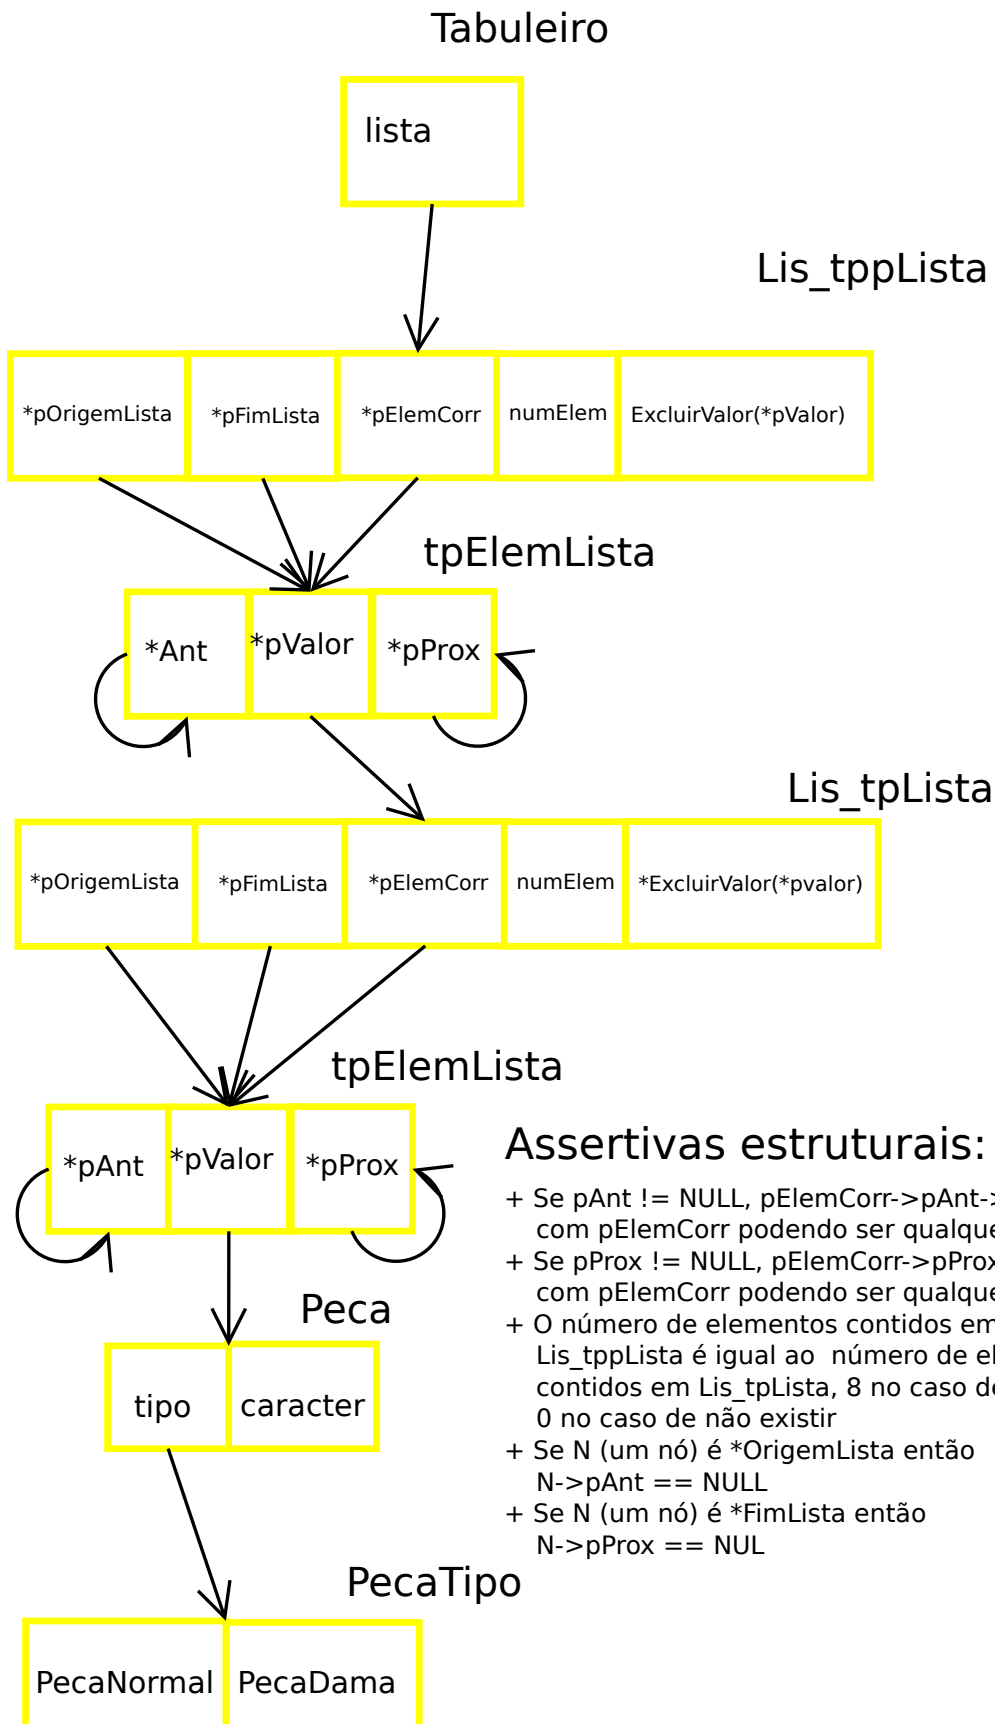 Tabuleiro
lista
Lis_tppLista
*pOrigemLista *pFimLista *pElemCorr numElem ExcluirValor(*pValor)
tpElemLista
*Ant *pValor *pProx
Lis_tpLista
*pOrigemLista *pFimLista *pElemCorr numElem *ExcluirValor(*pvalor)
tpElemLista
*pAnt *pValor *pProx
Assertivas estruturais:
+ Se pAnt != NULL, pElemCorr->pAnt->
com pElemCorr podendo ser
+ Se pProx != NULL, pElemCorr->pProx
com pElemCorr podendo ser
+ O número de elementos contidos em
Lis_tppLista é igual ao número de
contidos em Lis_tpLista, 8 no caso
0 no caso de não existir
+ Se N (um nó) é *OrigemLista então
N->pAnt == NULL
+ Se N (um nó) é *FimLista então
N->pProx == NUL
Peca
tipo caracter
PecaTipo
PecaNormal PecaDama